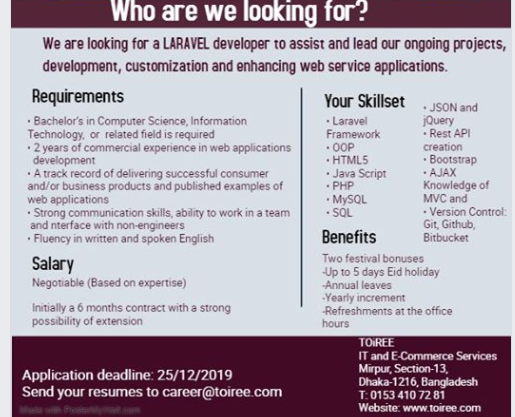 Who are we looking for?
We are looking for a LARAVEL developer to assist and lead our ongoing projects,
development, customization and enhancing web service applications.
Requirements
• Bachelor's in Computer Science, Information
Technology, or related field is required
• 2 years of commercial experience in web applications
development
• A track record of delivering successful consumer
and/or business products and published examples of
web applications
• Strong communication skills, ability to work in a team
and nterface with non-engineers
• Fluency in written and spoken English
Salary
Negotiable (Based on expertise)
Initially a 6 months contract with a strong
possibility of extension
Your Skillset
• Laravel
Framework
• OOP
• HTML5
• Java Script
• PHP
• MySQL
• SQL
• JSON and
jQuery
• Rest API
creation
• Bootstrap
• AJAX
Knowledge of
MVC and
• Version Control:
Git, Github,
Bitbucket
Benefits
Two festival bonuses
-Up to 5 days Eid holiday
-Annual leaves
-Yearly increment
-Refreshments at the office
hours
Application deadline: 25/12/2019
Send your resumes to career@toiree.com
TOiREE
IT and E-Commerce Services
Mirpur, Section-13,
Dhaka-1216, Bangladesh
T: 0153 410 72 81
Website: www.toiree.com
Made with PosterMyWall.com